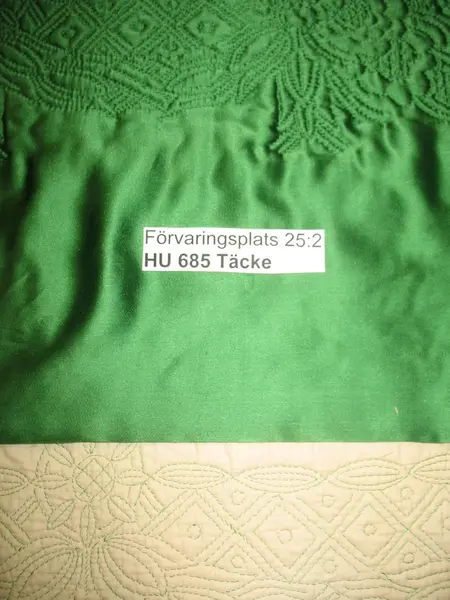 Förvaringsplats 25:2
HU 685 Täcke